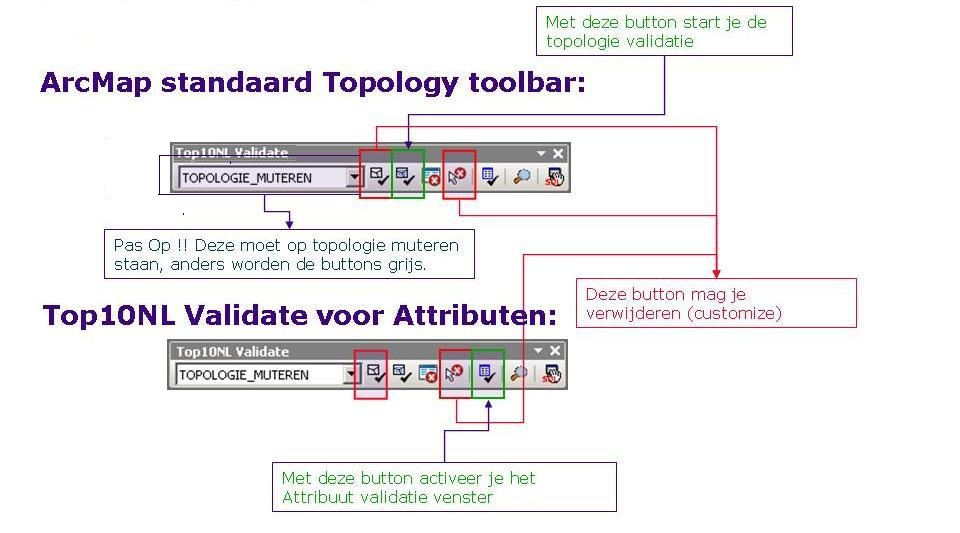 Met deze button start je de
topologie validatie
ArcMap standaard Topology toolbar:
Top10NL Validate
TOPOLOGIE_MUTEREN
Pas Op !! Deze moet op topologie muteren
staan, anders worden de buttons grijs.
Deze button mag je
verwijderen (customize)
Top10NL Validate voor Attributen:
Top10NL Validate
TOPOLOGIE_MUTEREN
Met deze button activeer je het
Attribuut validatie venster